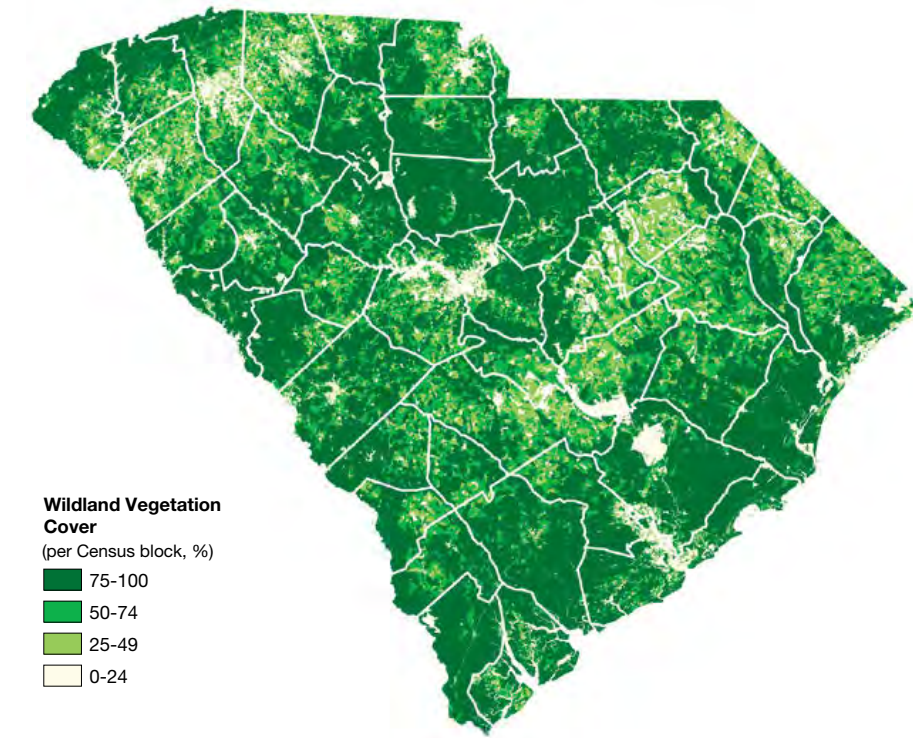 Wildland Vegetation
Cover
(per Census block, %)
75-100
50-74
25-49
0-24